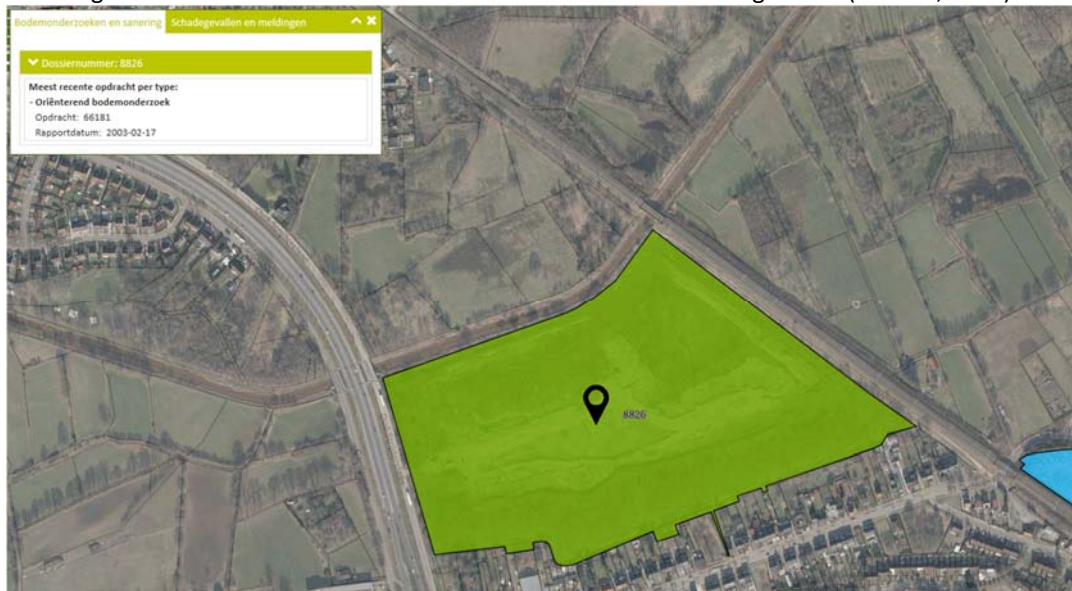 Bodemonderzoeken en sanering Schadegevallen en meldingen
Dossiernummer: 8826
Meest recente opdracht per type:
- Oriënterend bodemonderzoek
Opdracht: 66181
Rapportdatum: 2003-02-17
8826